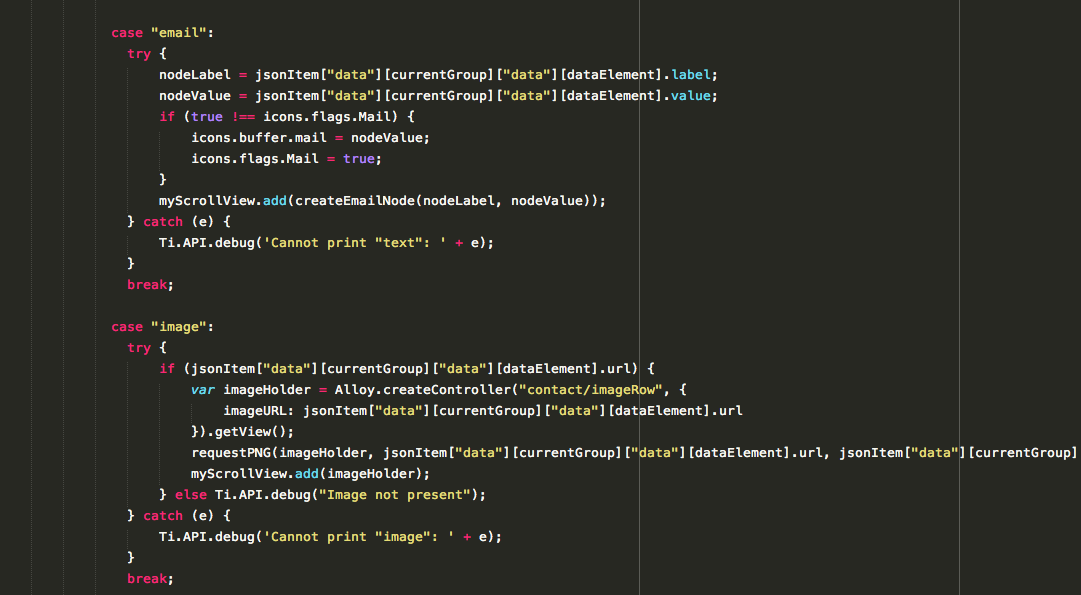 case "email":
try {
nodeLabel = jsonItem["data"][currentGroup]["data"][dataElement].label;
nodeValue = jsonItem["data"][currentGroup]["data"][dataElement].value;
if (true !== icons.flags.Mail) {
icons.buffer.mail = nodeValue;
icons.flags.Mail = true;
}
myScrollView.add(createEmailNode(nodeLabel, nodeValue));
} catch (e) {
Ti.API.debug('Cannot print "text": ' + e);
}
break;
case "image":
try {
if (jsonItem["data"][currentGroup]["data"][dataElement].url) {
var imageHolder = Alloy.createController("contact/imageRow", {
imageURL: jsonItem["data"][currentGroup]["data"][dataElement].url
}).getView();
requestPNG(imageHolder, jsonItem["data"][currentGroup]["data"][dataElement].url, jsonItem["data"][currentGroup]
myScrollView.add(imageHolder);
} else Ti.API.debug("Image not present");
} catch (e) {
Ti.API.debug('Cannot print "image": ' + e);
}
break;